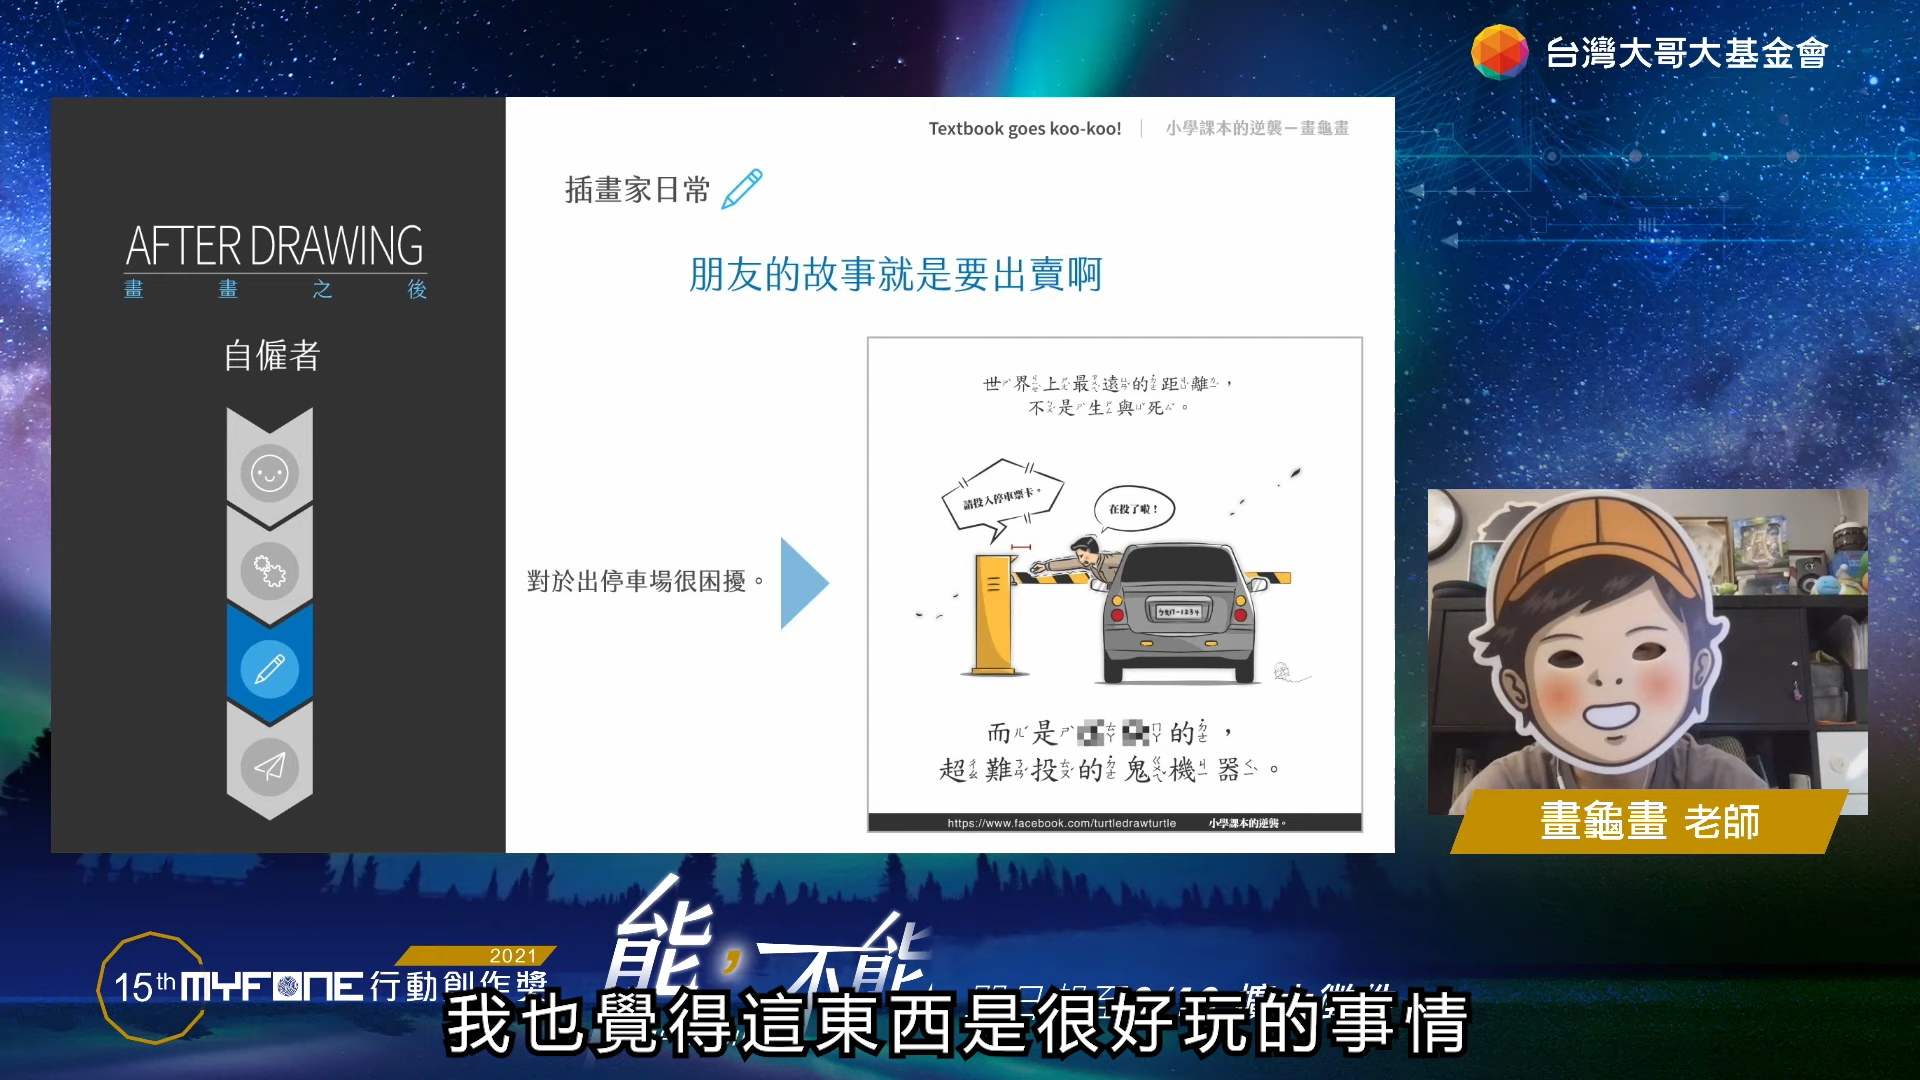 台灣大哥大基金會
Textbook goes koo-koo!
小學課本的逆襲－畫龜畫
插畫家日常
AFTER DRAWING
畫畫之後
自僱者
朋友的故事就是要出賣啊
對於出停車場很困擾。
世界上最遠的距離，
不是生與死。
請投入停車票卡。
在投了啦！
ㄅㄆㄇ-1234
而是的，
超難投的鬼機器。
https://www.facebook.com/turtledrawturtle
小學課本的逆襲。
畫龜畫 老師
2021
15th MYFONE 行動創作獎
能，不能
我也覺得這東西是很好玩的事情